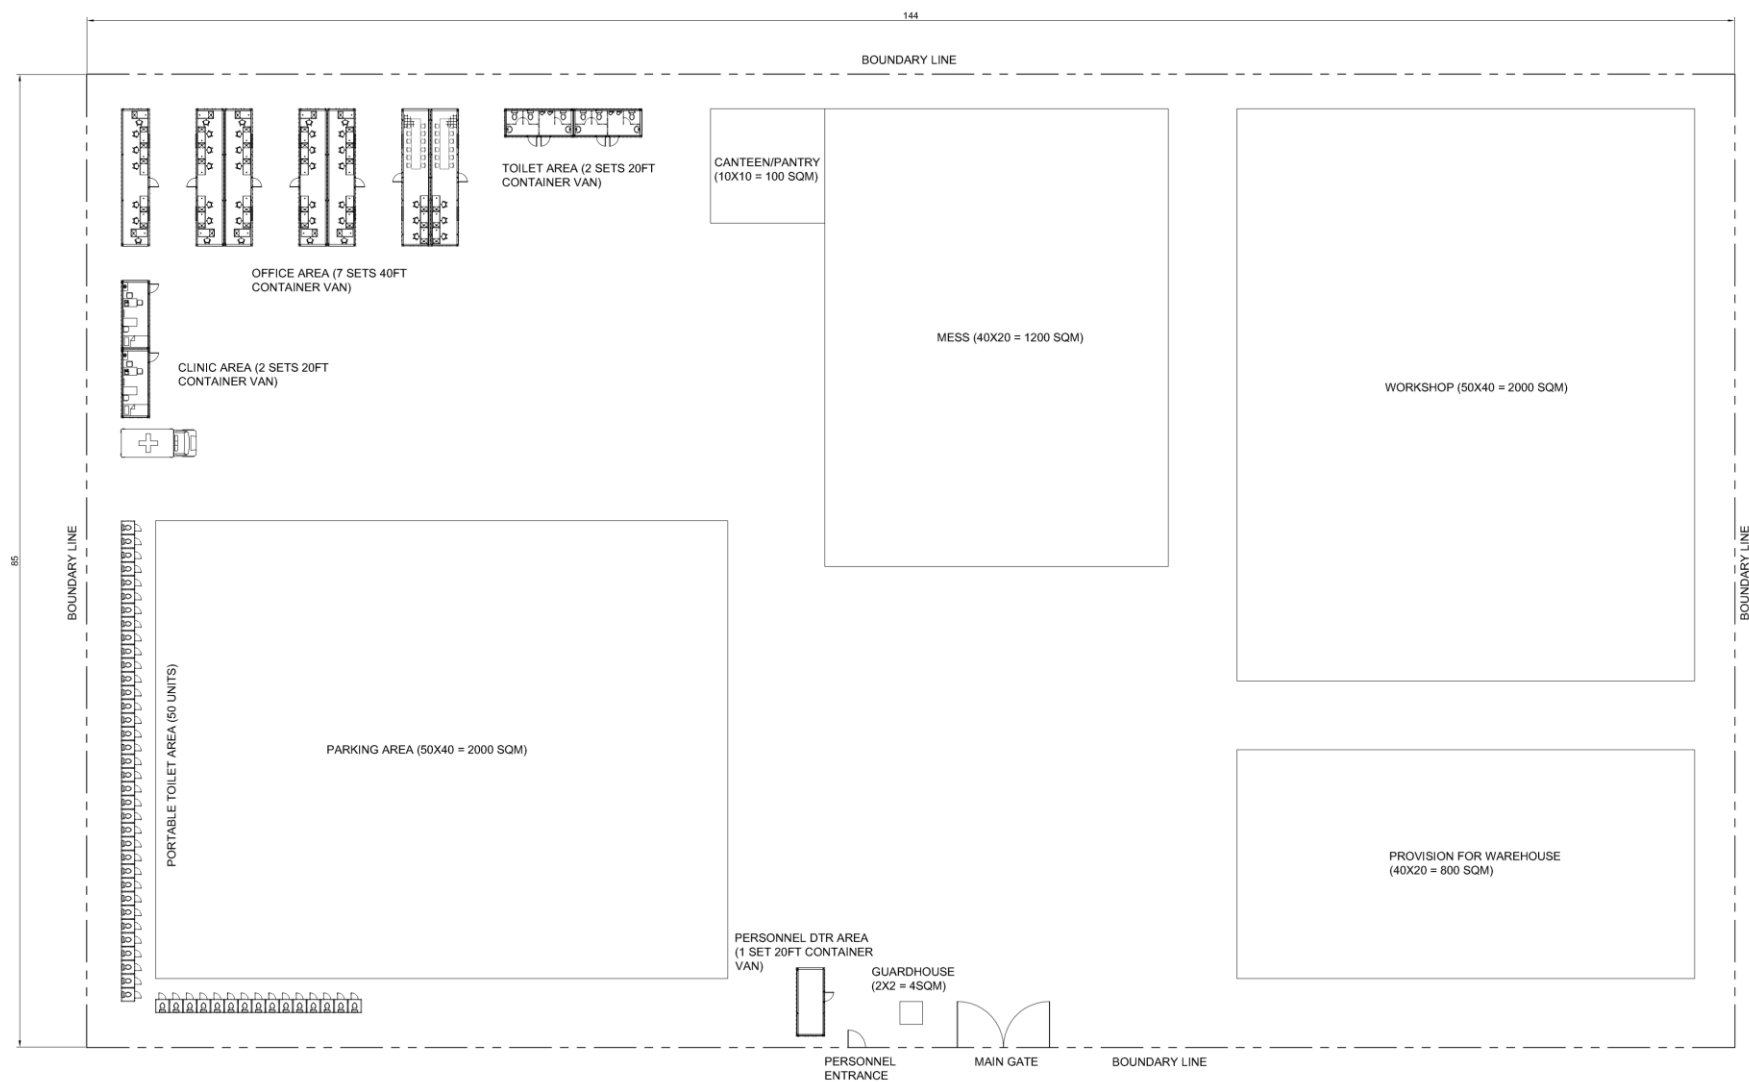 144
BOUNDARY LINE
CANTEEN/PANTRY
(10X10 = 100 SQM)
TOILET AREA (2 SETS 20FT
CONTAINER VAN)
OFFICE AREA (7 SETS 40FT
CONTAINER VAN)
MESS (40X20 = 1200 SQM)
CLINIC AREA (2 SETS 20FT
CONTAINER VAN)
WORKSHOP (50X40 = 2000 SQM)
85
BOUNDARY LINE
BOUNDARY LINE
PORTABLE TOILET AREA (50 UNITS)
PARKING AREA (50X40 = 2000 SQM)
PROVISION FOR WAREHOUSE
(40X20 = 800 SQM)
PERSONNEL DTR AREA
(1 SET 20FT CONTAINER
VAN)
GUARDHOUSE
(2X2 = 4SQM)
PERSONNEL
ENTRANCE
MAIN GATE
BOUNDARY LINE